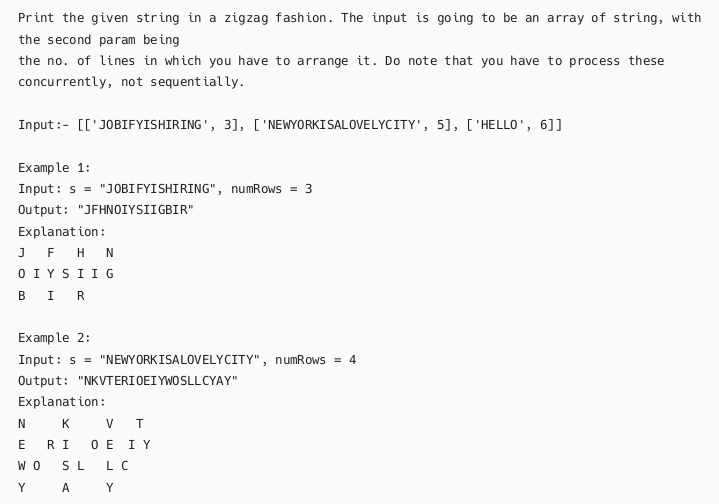 Print the given string in a zigzag fashion. The input is going to be an array of string, with
the second param being
the no. of lines in which you have to arrange it. Do note that you have to process these
concurrently, not sequentially.

Input:- [['JOBIFYISHIRING', 3], ['NEWYORKISALOVELYCITY', 5], ['HELLO', 6]]

Example 1:
Input: s = "JOBIFYISHIRING", numRows = 3
Output: "JFHNOIYSIIGBIR"
Explanation:
J   F   H   N
O I Y S I I G
B   I   R

Example 2:
Input: s = "NEWYORKISALOVELYCITY", numRows = 4
Output: "NKVTERIOEIYWOSLLCYAY"
Explanation:
N     K     V   T
E   R I   O E  I Y
W O   S L   L C
Y     A     Y